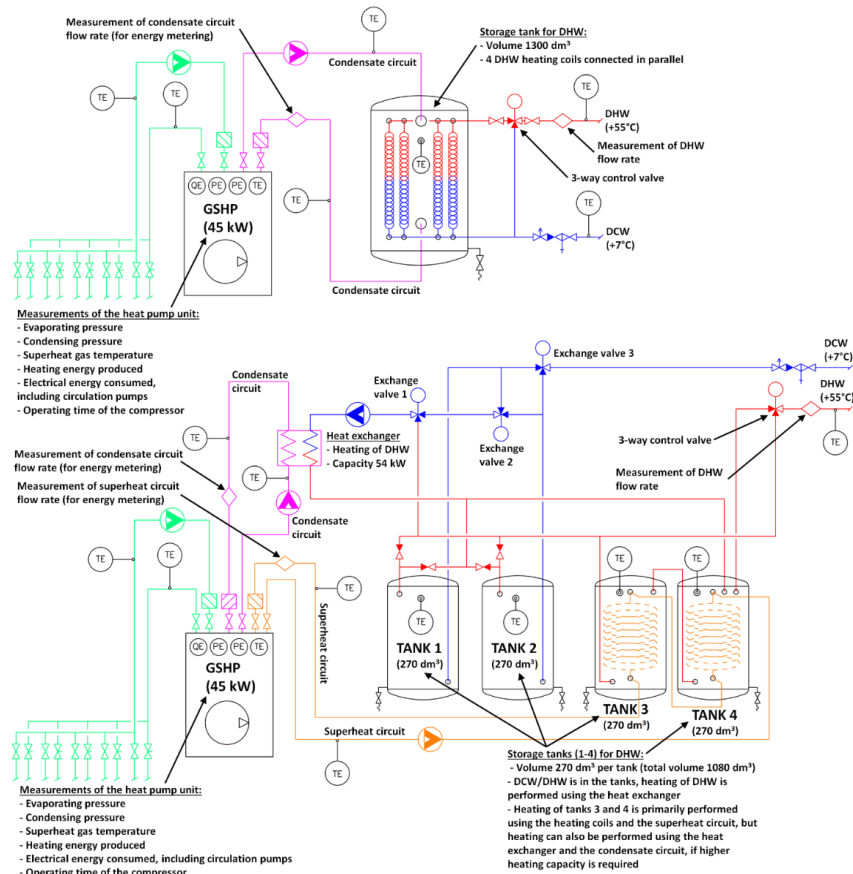 Measurement of condensate circuit
flow rate (for energy metering)
TE
Condensate circuit
Storage tank for DHW:
- Volume 1300 dm³
- 4 DHW heating coils connected in parallel
TE
TE
TE
DHW
(+55°C)
Measurement of DHW
flow rate
TE
3-way control valve
QE
PE
PE
TE
TE
TE
GSHP
(45 kW)
DCW
(+7°C)
Condensate circuit
Measurements of the heat pump unit:
- Evaporating pressure
- Condensing pressure
- Superheat gas temperature
- Heating energy produced
- Electrical energy consumed,
including circulation pumps
- Operating time of the compressor
Condensate
circuit
Exchange valve 3
DCW
(+7°C)
Exchange
valve 1
DHW
(+55°C)
TE
Heat exchanger
- Heating of DHW
- Capacity 54 kW
Exchange
valve 2
3-way control valve
TE
Measurement of condensate circuit
flow rate (for energy metering)
TE
Measurement of DHW
flow rate
Measurement of superheat circuit
flow rate (for energy metering)
Condensate
circuit
TE
TE
TE
TE
TE
TE
TE
Superheat circuit
QE
PE
PE
TE
GSHP
(45 kW)
TANK 1
(270 dm³)
TANK 2
(270 dm³)
TANK 3
(270 dm³)
TANK 4
(270 dm³)
Superheat circuit
TE
Storage tanks (1-4) for DHW:
- Volume 270 dm³ per tank (total volume 1080 dm³)
- DCW/DHW is in the tanks, heating of DHW is
performed using the heat exchanger
- Heating of tanks 3 and 4 is primarily performed
using the heating coils and the superheat circuit, but
heating can also be performed using the heat
exchanger and the condensate circuit, if higher
heating capacity is required
Measurements of the heat pump unit:
- Evaporating pressure
- Condensing pressure
- Superheat gas temperature
- Heating energy produced
- Electrical energy consumed, including circulation pumps
- Operating time of the compressor